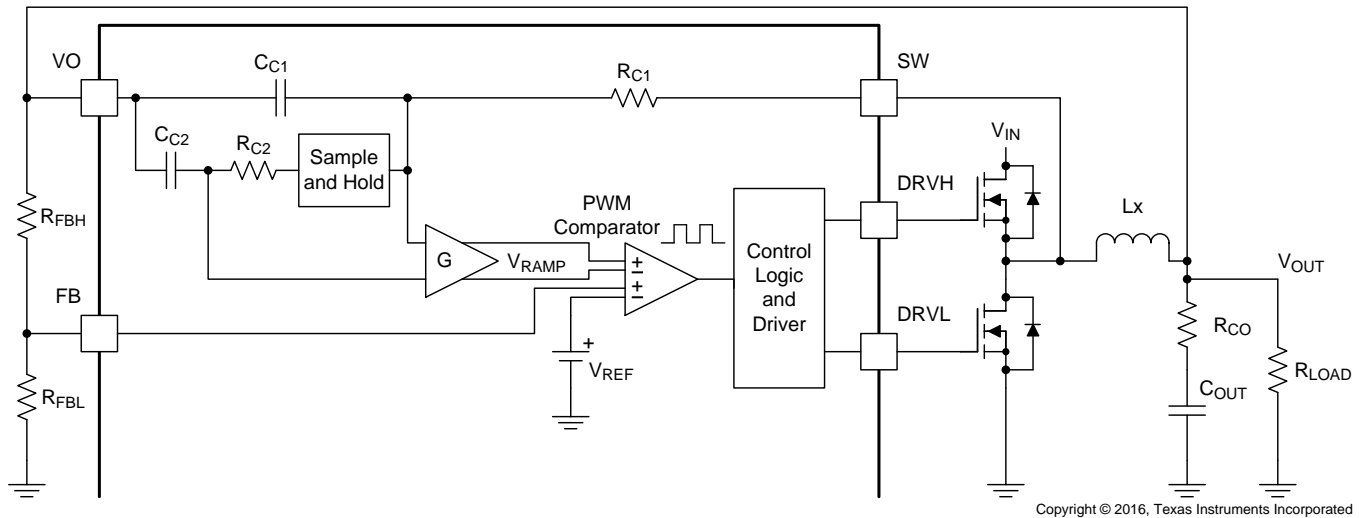 VO
SW
CC1
RC1
CC2
RC2
Sample
and Hold
VIN
RFBH
PWM
Comparator
DRVH
Lx
G
VRAMP
+
−
+
−
Control
Logic
and
Driver
VOUT
FB
DRVL
RCO
+
VREF
RFBL
RLOAD
COUT
Copyright © 2016, Texas Instruments Incorporated